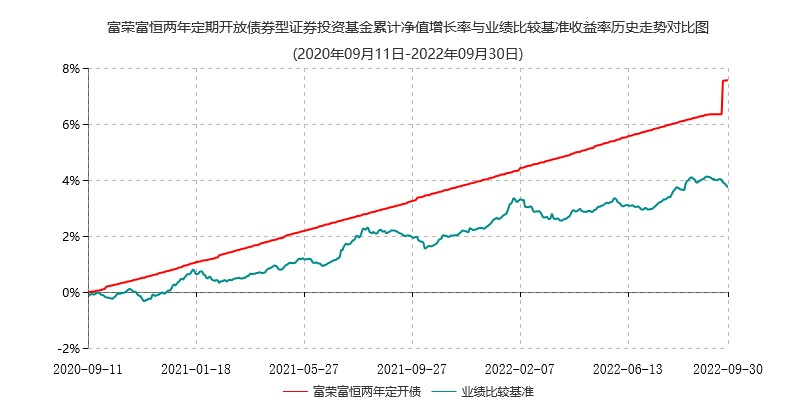 富荣富恒两年定期开放债券型证券投资基金累计净值增长率与业绩比较基准收益率历史走势对比图
(2020年09月11日-2022年09月30日)
8%
6%
4%
2%
0%
-2%
2020-09-11 2021-01-18 2021-05-27 2021-09-27 2022-02-07 2022-06-13 2022-09-30
富荣富恒两年定开债 业绩比较基准